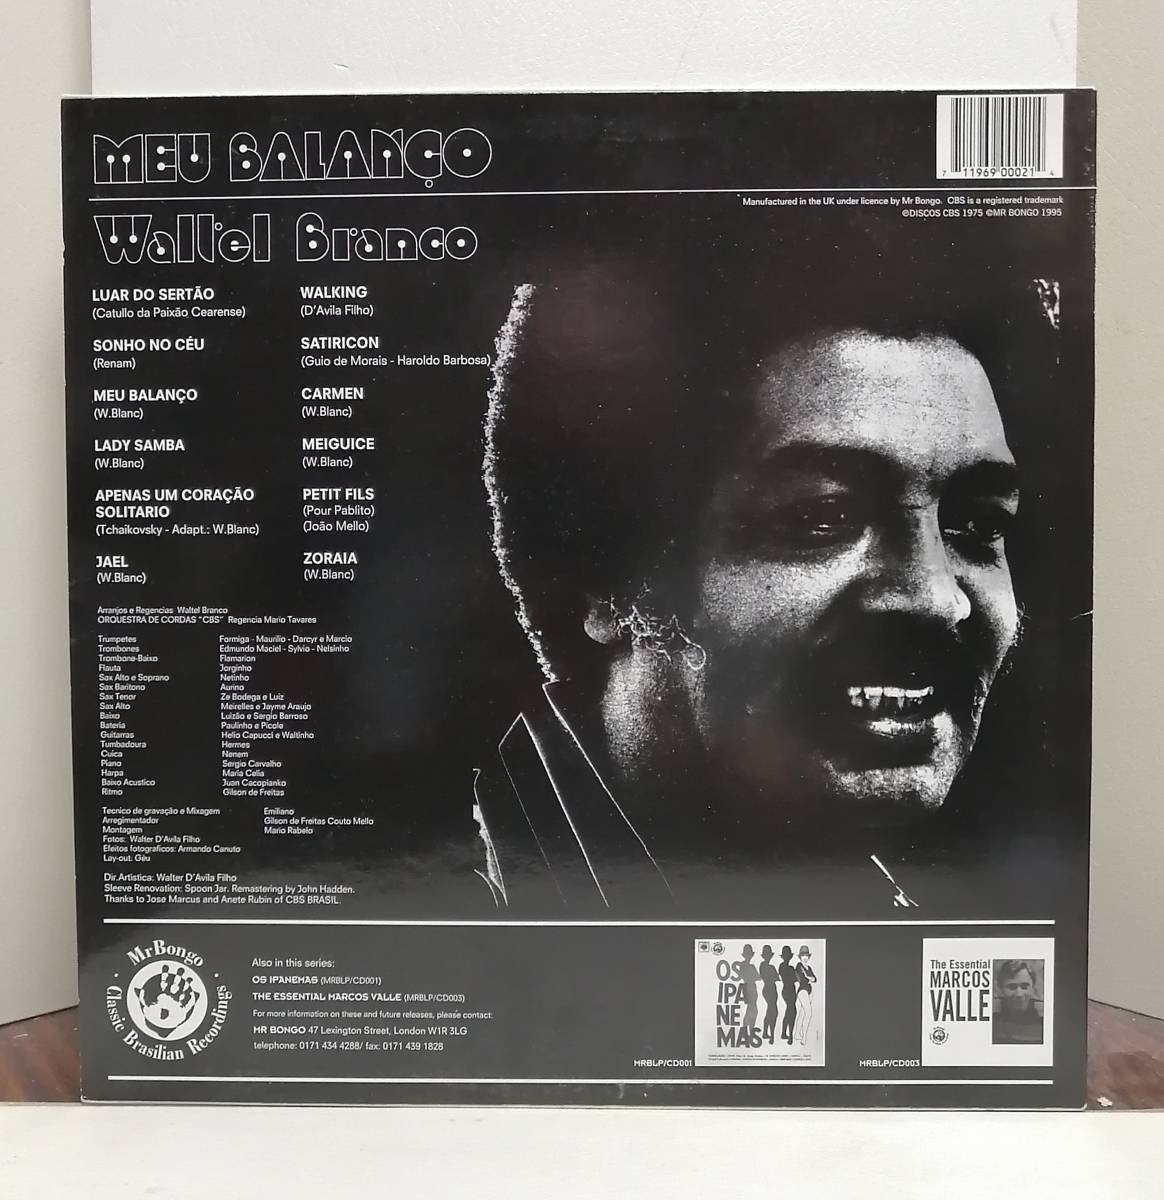 MEU BALANÇO
7 11969 00021 4
Manufactured in the UK under licence by Mr Bongo. CBS is a registered trademark
℗DISCOS CBS 1975 ©MR BONGO 1995
Waltel Branco
LUAR DO SERTÃO
(Catullo da Paixão Cearense)
SONHO NO CÉU
(Renam)
MEU BALANÇO
(W.Blanc)
LADY SAMBA
(W.Blanc)
APENAS UM CORAÇÃO
SOLITARIO
(Tchaikovsky - Adapt.: W.Blanc)
JAEL
(W.Blanc)
WALKING
(D'Avila Filho)
SATIRICON
(Guio de Morais - Haroldo Barbosa)
CARMEN
(W.Blanc)
MEIGUICE
(W.Blanc)
PETIT FILS
(Pour Pablito)
(João Mello)
ZORAIA
(W.Blanc)
Arranjos e Regencias Waltel Branco
ORQUESTRA DE CORDAS "CBS" Regencia Mario Tavares
Trumpetes Formiga - Maurilio - Darcyr e Marcio
Trombones Edmundo Maciel - Sylvio - Nelsinho
Trombone-Baixo Flamarion
Flauta Jorginho
Sax Alto e Soprano Netinho
Sax Baritono Aurino
Sax Tenor Ze Bodega e Luiz
Sax Alto Meirelles e Jayme Araujo
Baixo Luizão e Sergio Barroso
Bateria Paulinho e Picole
Guitarras Helio Capucci e Waltinho
Tumbadoura Hermes
Cuica Nenem
Piano Sergio Carvalho
Harpa Maria Celia
Baixo Acustico Juan Cacopianko
Ritmo Gilson de Freitas
Tecnico de gravação e Mixagem Emiliano
Arregimentador Gilson de Freitas Couto Mello
Montagem Mario Rabelo
Fotos: Walter D'Avila Filho
Efeitos fotograficos: Armando Canuto
Lay-out: Géu
Dir.Artistica: Walter D'Avila Filho
Sleeve Renovation: Spoon Jar. Remastering by John Hadden.
Thanks to Jose Marcus and Anete Rubin of CBS BRASIL.
MrBongo
Classic Brasilian Recordings
Also in this series:
OS IPANEMAS (MRBLP/CD001)
THE ESSENTIAL MARCOS VALLE (MRBLP/CD003)
For more information on these and future releases, please contact:
MR BONGO 47 Lexington Street, London W1R 3LG
telephone: 0171 434 4288/ fax: 0171 439 1828
OS
IPA
NE
MAS
MRBLP/CD001
The Essential
MARCOS
VALLE
MRBLP/CD003